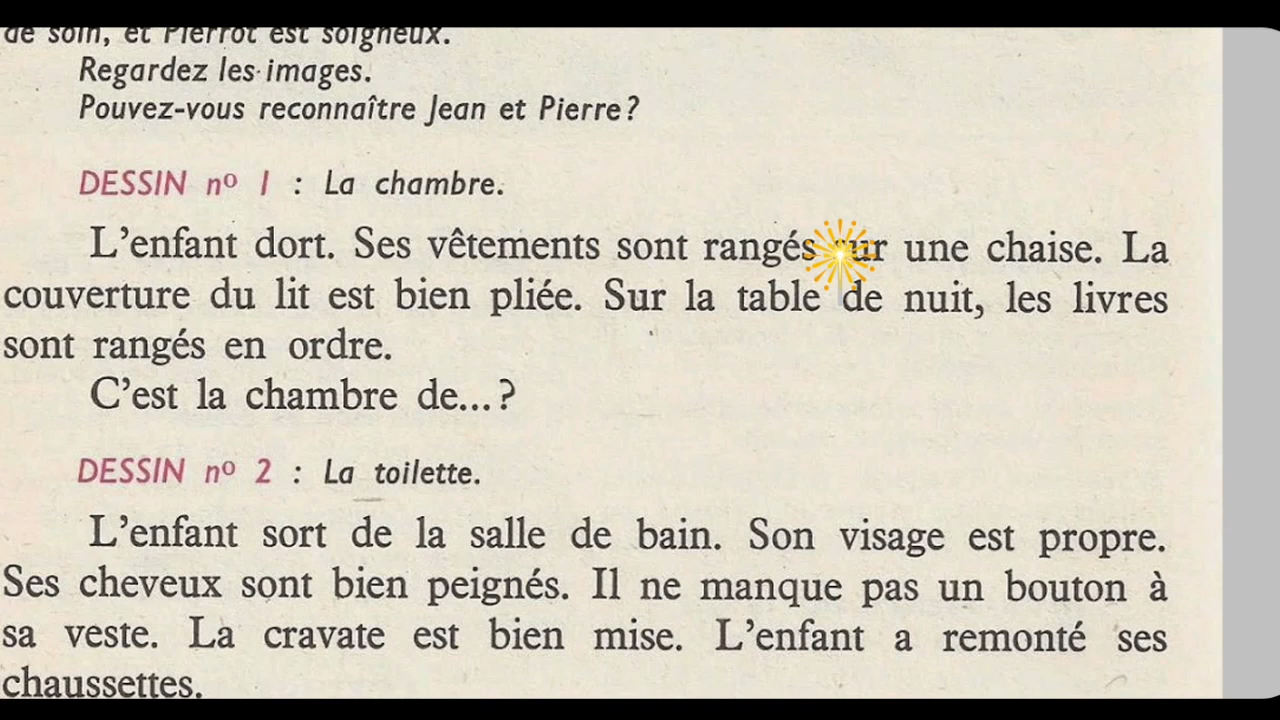 de soin, et Pierrot est soigneux.
Regardez les images.
Pouvez-vous reconnaître Jean et Pierre?
DESSIN nº 1 : La chambre.
L’enfant dort. Ses vêtements sont rangés sur une chaise. La
couverture du lit est bien pliée. Sur la table de nuit, les livres
sont rangés en ordre.
C’est la chambre de...?
DESSIN nº 2 : La toilette.
L’enfant sort de la salle de bain. Son visage est propre.
Ses cheveux sont bien peignés. Il ne manque pas un bouton à
sa veste. La cravate est bien mise. L’enfant a remonté ses
chaussettes.